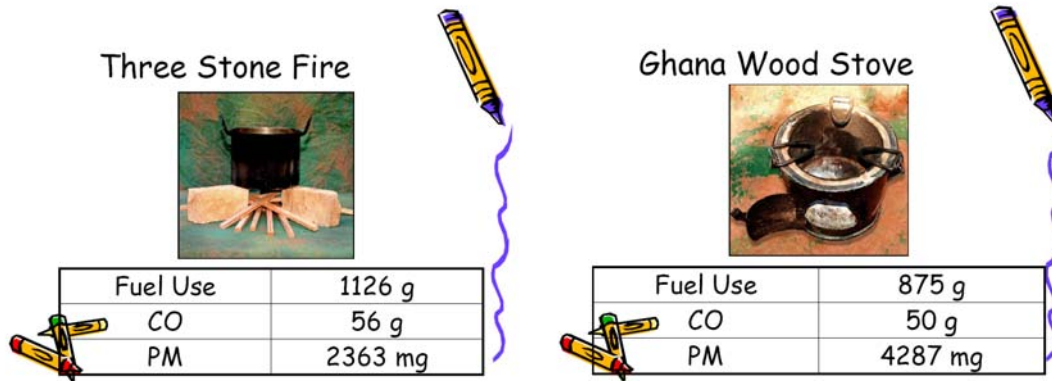 Three Stone Fire
Fuel Use 1126 g
CO 56 g
PM 2363 mg
Ghana Wood Stove
Fuel Use 875 g
CO 50 g
PM 4287 mg